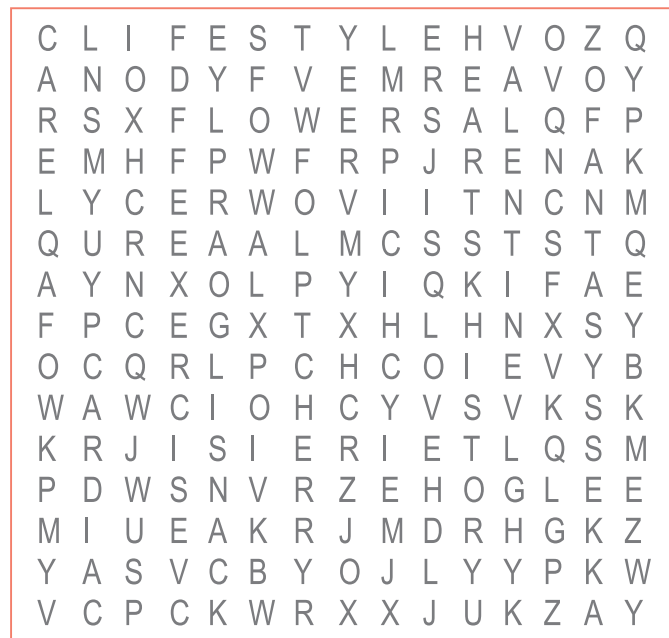 C L I F E S T Y L E H V O Z Q
A N O D Y F V E M R E A V O Y
R S X F L O W E R S A L Q F P
E M H F P W F R P J R E N A K
L Y C E R W O V I I T N C N M
Q U R E A A L M C S S T S T Q
A Y N X O L P Y I Q K I F A E
F P C E G X T X H L H N X S Y
O C Q R L P C H C O I E V Y B
W A W C I O H C Y V S V K S K
K R J I S I E R I E T L Q S M
P D W S N V R Z E H O G L E E
M I U E A K R J M D R H G K Z
Y A S V C B Y O J L Y Y P K W
V C P C K W R X X J U K Z A Y